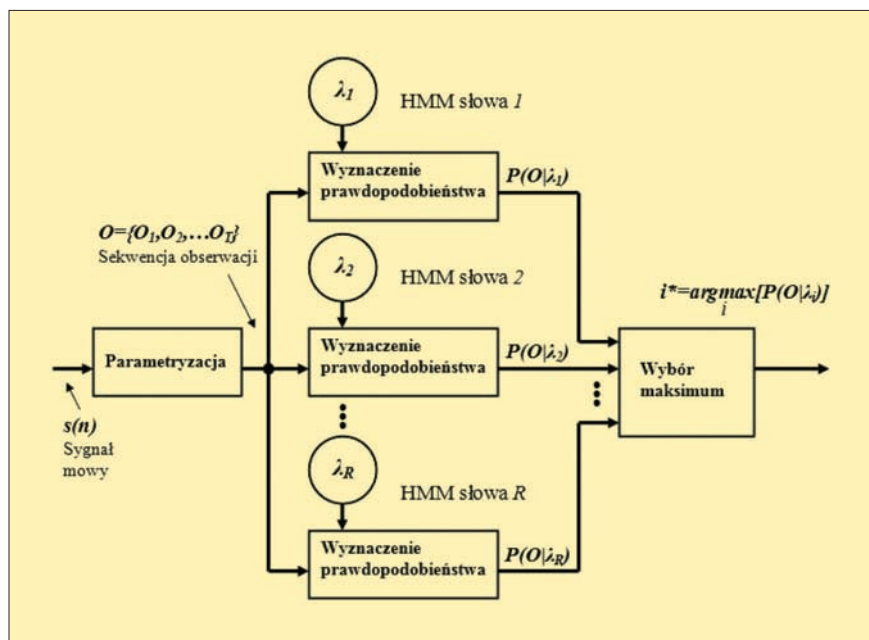 λ1
HMM słowa 1
Wyznaczenie
prawdopodobieństwa
P(O|λ1)
O={O1,O2,...OT}
Sekwencja obserwacji
λ2
HMM słowa 2
i*=argmax[P(O|λi)]
i
Parametryzacja
Wyznaczenie
prawdopodobieństwa
P(O|λ2)
Wybór
maksimum
s(n)
Sygnał
mowy
λR
HMM słowa R
Wyznaczenie
prawdopodobieństwa
P(O|λR)